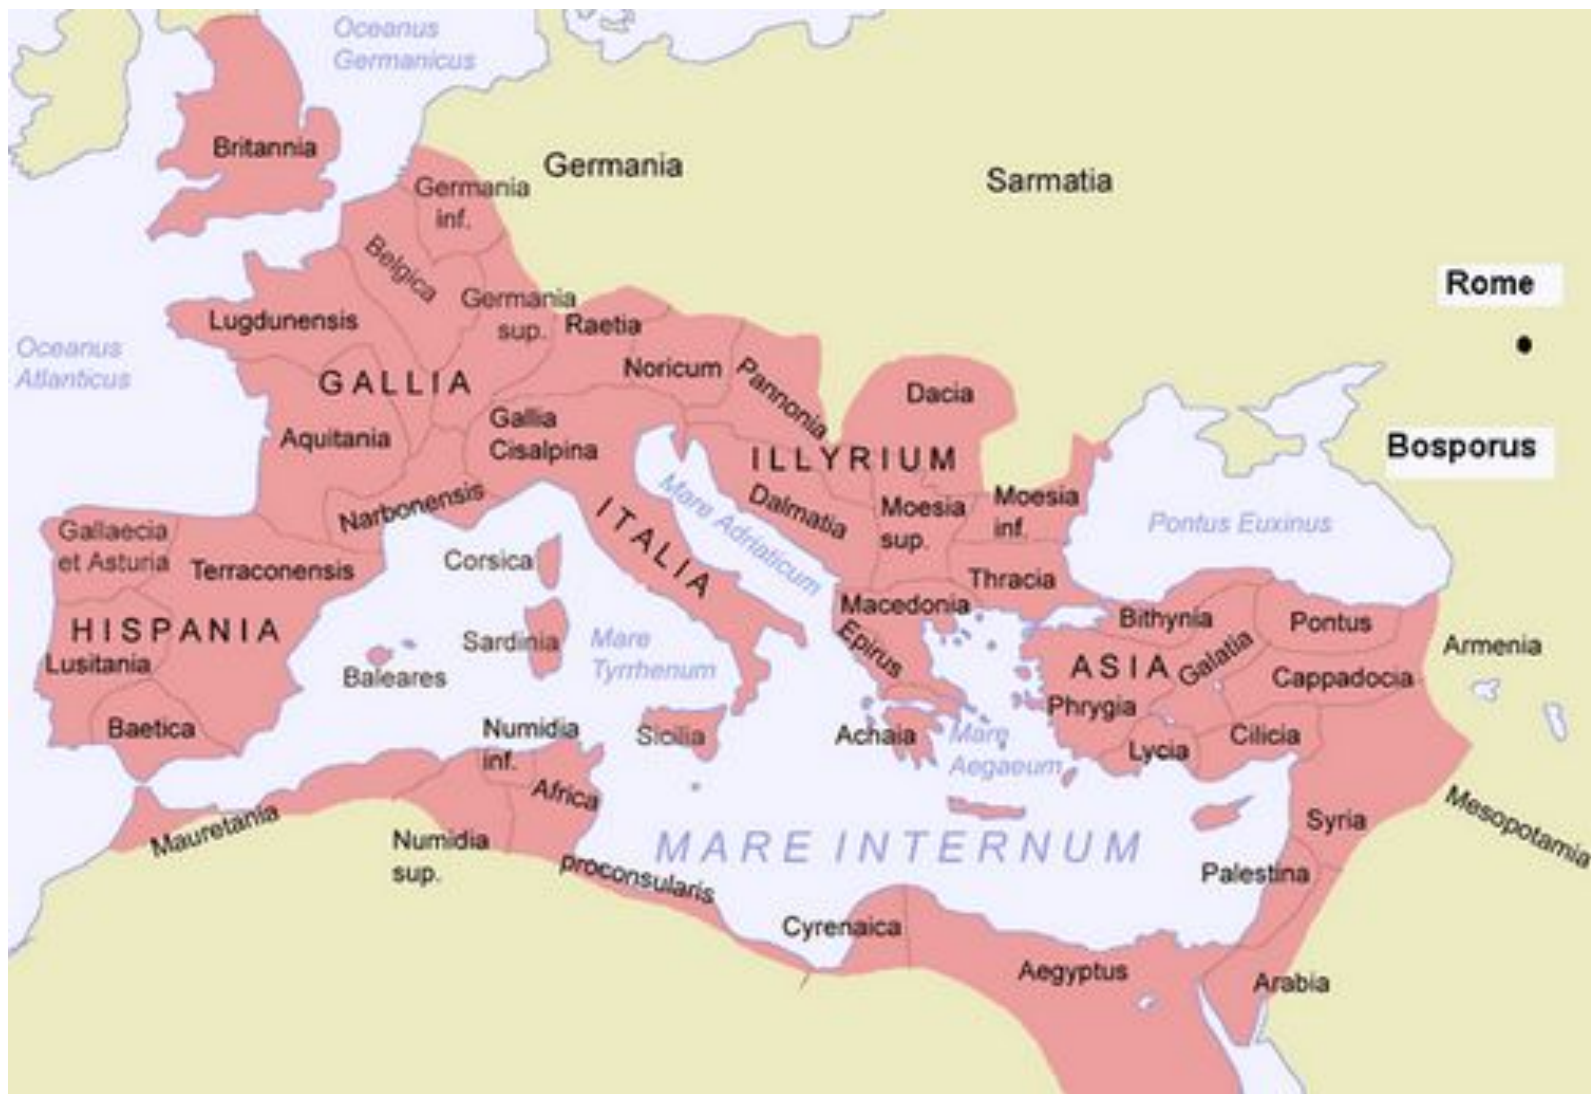 Oceanus
Germanicus
Britannia
Germania
Sarmatia
Germania
inf.
Belgica
Germania
sup.
Rome
Lugdunensis
Raetia
Oceanus
Atlanticus
GALLIA
Noricum
Pannonia
Dacia
Gallia
Cisalpina
Aquitania
Bosporus
ILLYRIUM
Narbonensis
ITALIA
Mare Adriaticum
Dalmatia
Moesia
sup.
Moesia
inf.
Pontus Euxinus
Gallaecia
et Asturia
Terraconensis
Corsica
Thracia
Macedonia
HISPANIA
Lusitania
Baleares
Sardinia
Mare
Tyrrhenum
Epirus
Bithynia
Galatia
Pontus
Armenia
ASIA
Cappadocia
Phrygia
Baetica
Numidia
inf.
Sicilia
Achaia
Mare
Aegaeum
Lycia
Cilicia
Africa
proconsularis
Mauretania
Numidia
sup.
MARE INTERNUM
Syria
Mesopotamia
Palestina
Cyrenaica
Aegyptus
Arabia